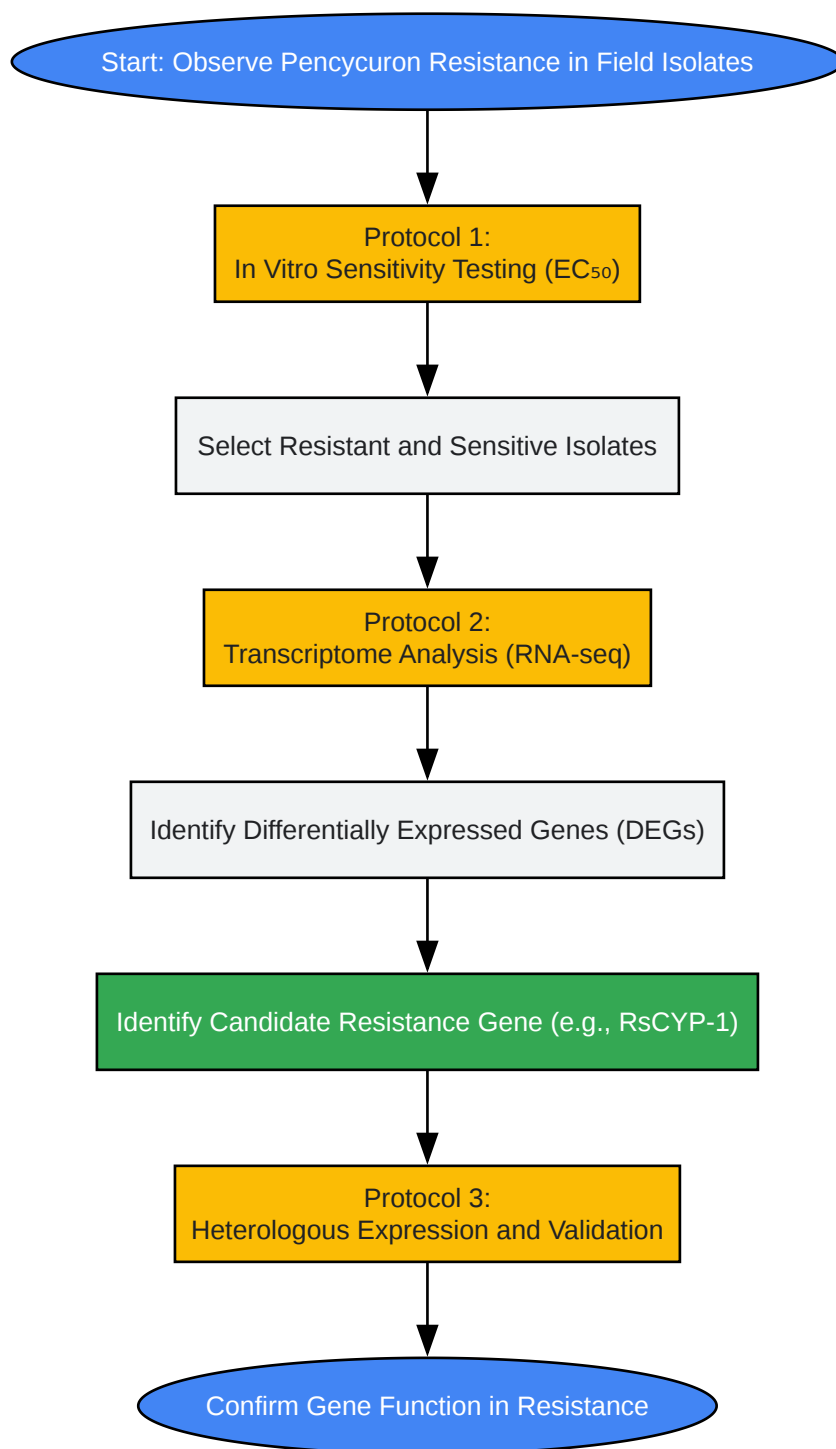 Start: Observe Pencycuron Resistance in Field Isolates
Protocol 1:
In Vitro Sensitivity Testing (EC₅₀)
Select Resistant and Sensitive Isolates
Protocol 2:
Transcriptome Analysis (RNA-seq)
Identify Differentially Expressed Genes (DEGs)
Identify Candidate Resistance Gene (e.g., RsCYP-1)
Protocol 3:
Heterologous Expression and Validation
Confirm Gene Function in Resistance